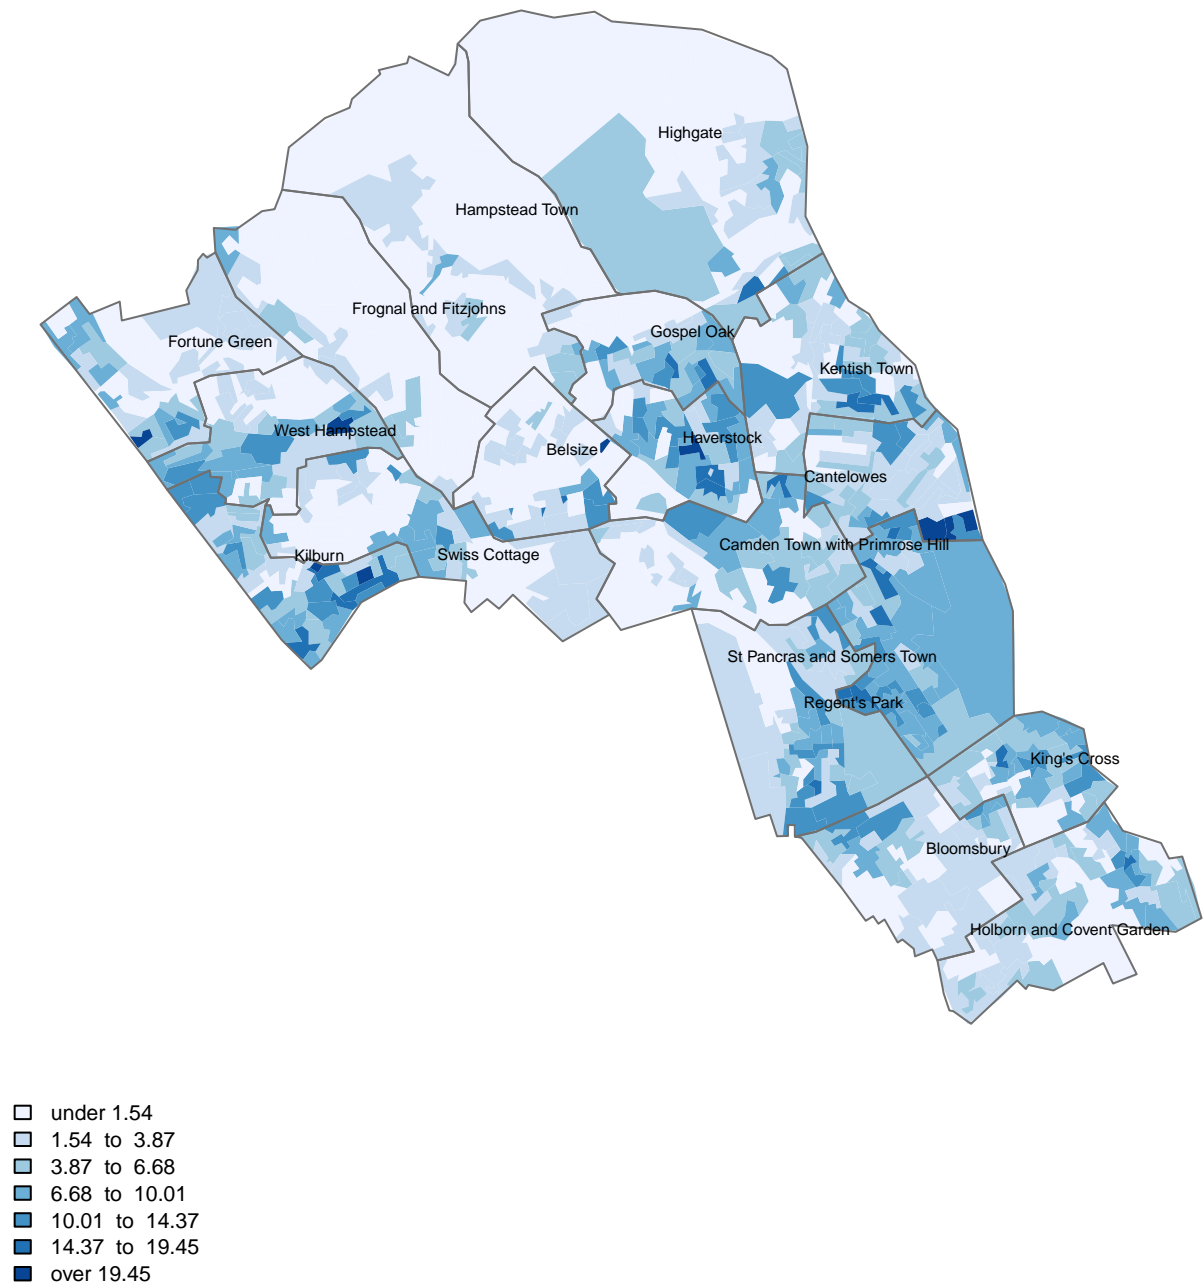 Highgate
Hampstead Town
Frognal and Fitzjohns
Gospel Oak
Fortune Green
Kentish Town
West Hampstead
Haverstock
Belsize
Cantelowes
Camden Town with Primrose Hill
Swiss Cottage
Kilburn
St Pancras and Somers Town
Regent's Park
King's Cross
Bloomsbury
Holborn and Covent Garden
under 1.54
1.54 to 3.87
3.87 to 6.68
6.68 to 10.01
10.01 to 14.37
14.37 to 19.45
over 19.45